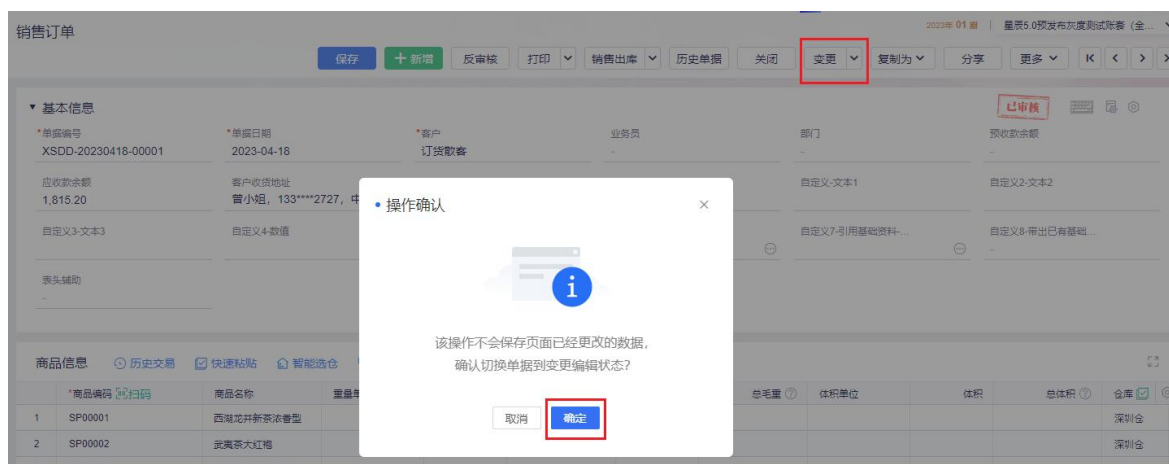 销售订单
2023年 01 期
星辰5.0预发布灰度测试账套（全...
保存 新增 反审核 打印 销售出库 历史单据 关闭 变更 复制为 分享 更多
基本信息
已审核
*单据编号 *单据日期 *客户 业务员 部门 预收款余额
XSDD-20230418-00001 2023-04-18 订货散客 - - -
应收款余额 客户收货地址 自定义-文本1 自定义2-文本2
1,815.20 曾小姐，133****2727，中
自定义3-文本3 自定义4-数值 自定义7-引用基础资料-... 自定义8-带出已有基础...
-
表头辅助
-
操作确认
该操作不会保存页面已经更改的数据，
确认切换单据到变更编辑状态？
取消 确定
商品信息 历史交易 快速粘贴 智能选仓
*商品编码 扫码 商品名称 总毛重 体积单位 体积 总体积 仓库
1 SP00001 西湖龙井新茶浓香型 深圳仓
2 SP00002 武夷茶大红袍 深圳仓